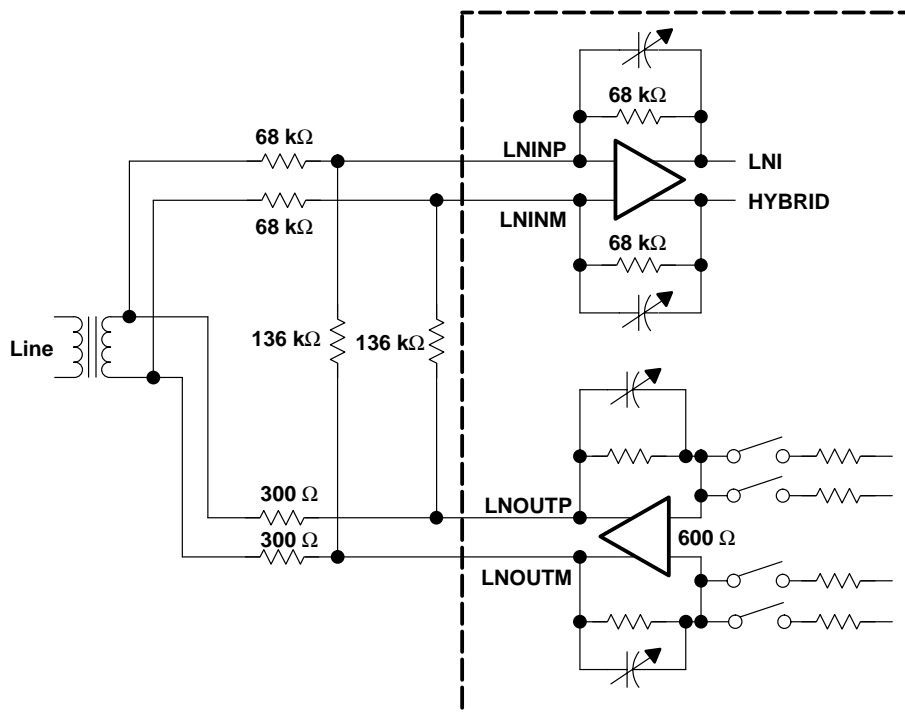 68 kΩ
68 kΩ
LNINP
LNI
68 kΩ
LNINM
HYBRID
68 kΩ
Line
136 kΩ
136 kΩ
300 Ω
LNOUTP
300 Ω
600 Ω
LNOUTM